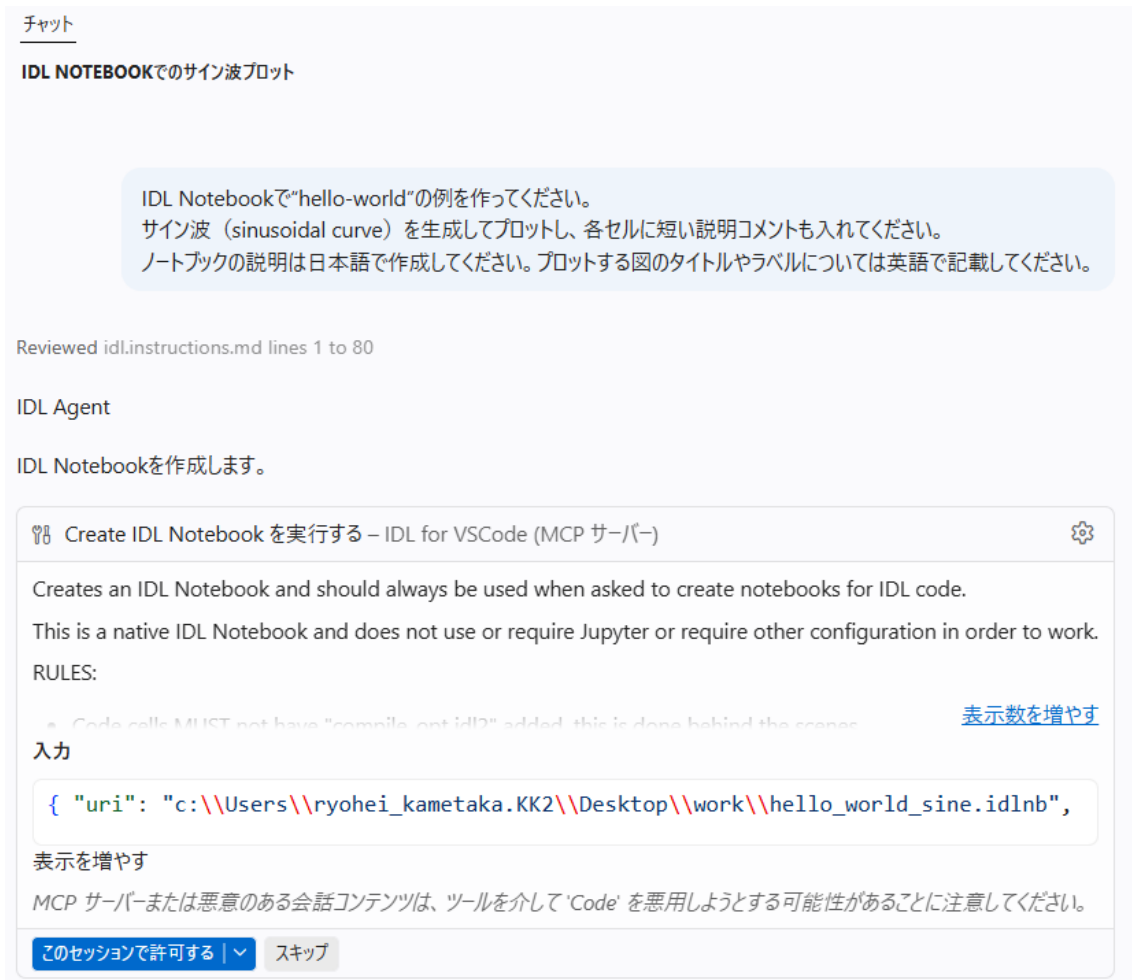 チャット
IDL NOTEBOOKでのサイン波プロット
IDL Notebookで"hello-world"の例を作ってください。
サイン波（sinusoidal curve）を生成してプロットし、各セルに短い説明コメントも入れてください。
ノートブックの説明は日本語で作成してください。プロットする図のタイトルやラベルについては英語で記載してください。
Reviewed idl.instructions.md lines 1 to 80
IDL Agent
IDL Notebookを作成します。
Create IDL Notebook を実行する – IDL for VSCode (MCP サーバー)
Creates an IDL Notebook and should always be used when asked to create notebooks for IDL code.
This is a native IDL Notebook and does not use or require Jupyter or require other configuration in order to work.
RULES:
• Code cells MUST not have "compile_opt idl2" added, this is done behind the scenes
表示数を増やす
入力
{ "uri": "c:\\Users\\ryohei_kametaka.KK2\\Desktop\\work\\hello_world_sine.idlnb",
表示を増やす
MCP サーバーまたは悪意のある会話コンテンツは、ツールを介して 'Code' を悪用しようとする可能性があることに注意してください。
このセッションで許可する
スキップ